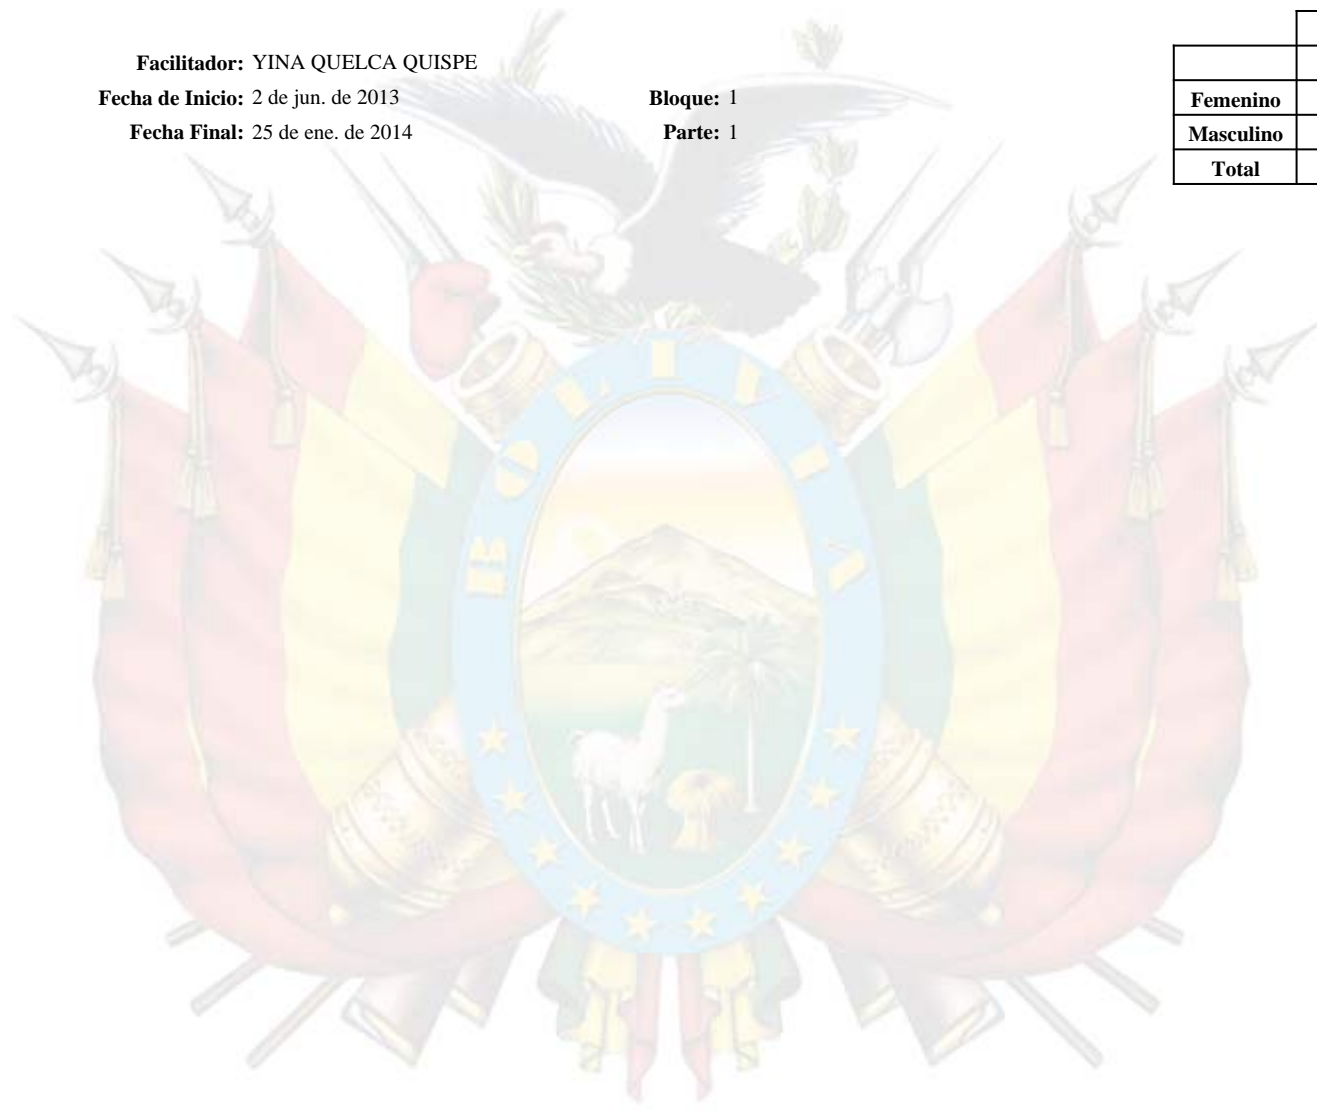 Facilitador: YINA QUELCA QUISPE
Fecha de Inicio: 2 de jun. de 2013 Bloque: 1
Fecha Final: 25 de ene. de 2014 Parte: 1
Femenino
Masculino
Total
BOLIVIA